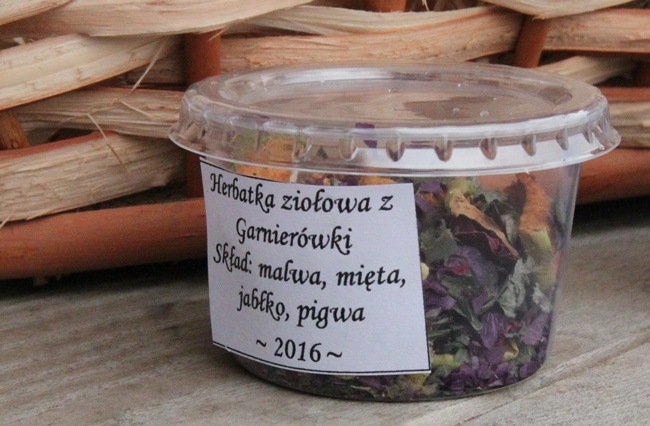 Herbatka ziołowa z
Garnierówki
Skład: malwa, mięta,
jabłko, pigwa
~ 2016 ~